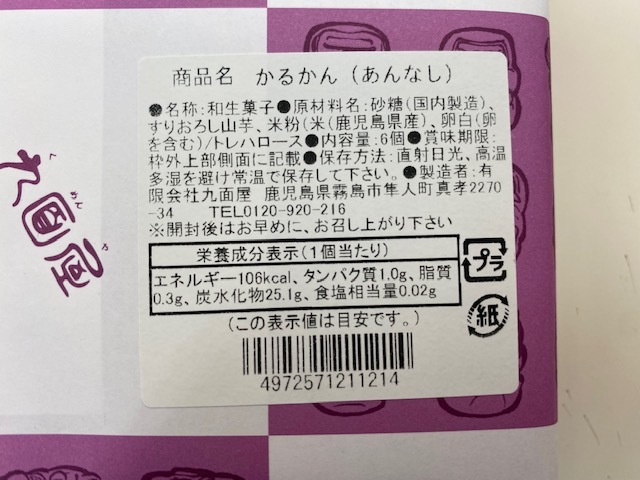 商品名 かるかん（あんなし）
●名称：和生菓子●原材料名：砂糖（国内製造）、
すりおろし山芋、米粉（米（鹿児島県産）、卵白（卵
を含む）/トレハロース●内容量：6個●賞味期限：
枠外上部側面に記載●保存方法：直射日光、高温
多湿を避け常温で保存して下さい。●製造者：有
限会社九面屋 鹿児島県霧島市隼人町真孝2270
-34 TEL0120-920-216
※開封後はお早めに、お召し上がり下さい
栄養成分表示（1個当たり）
エネルギー106kcal、タンパク質1.0g、脂質
0.3g、炭水化物25.1g、食塩相当量0.02g
（この表示値は目安です。）
4972571211214
プラ
紙
九面屋
くめんや